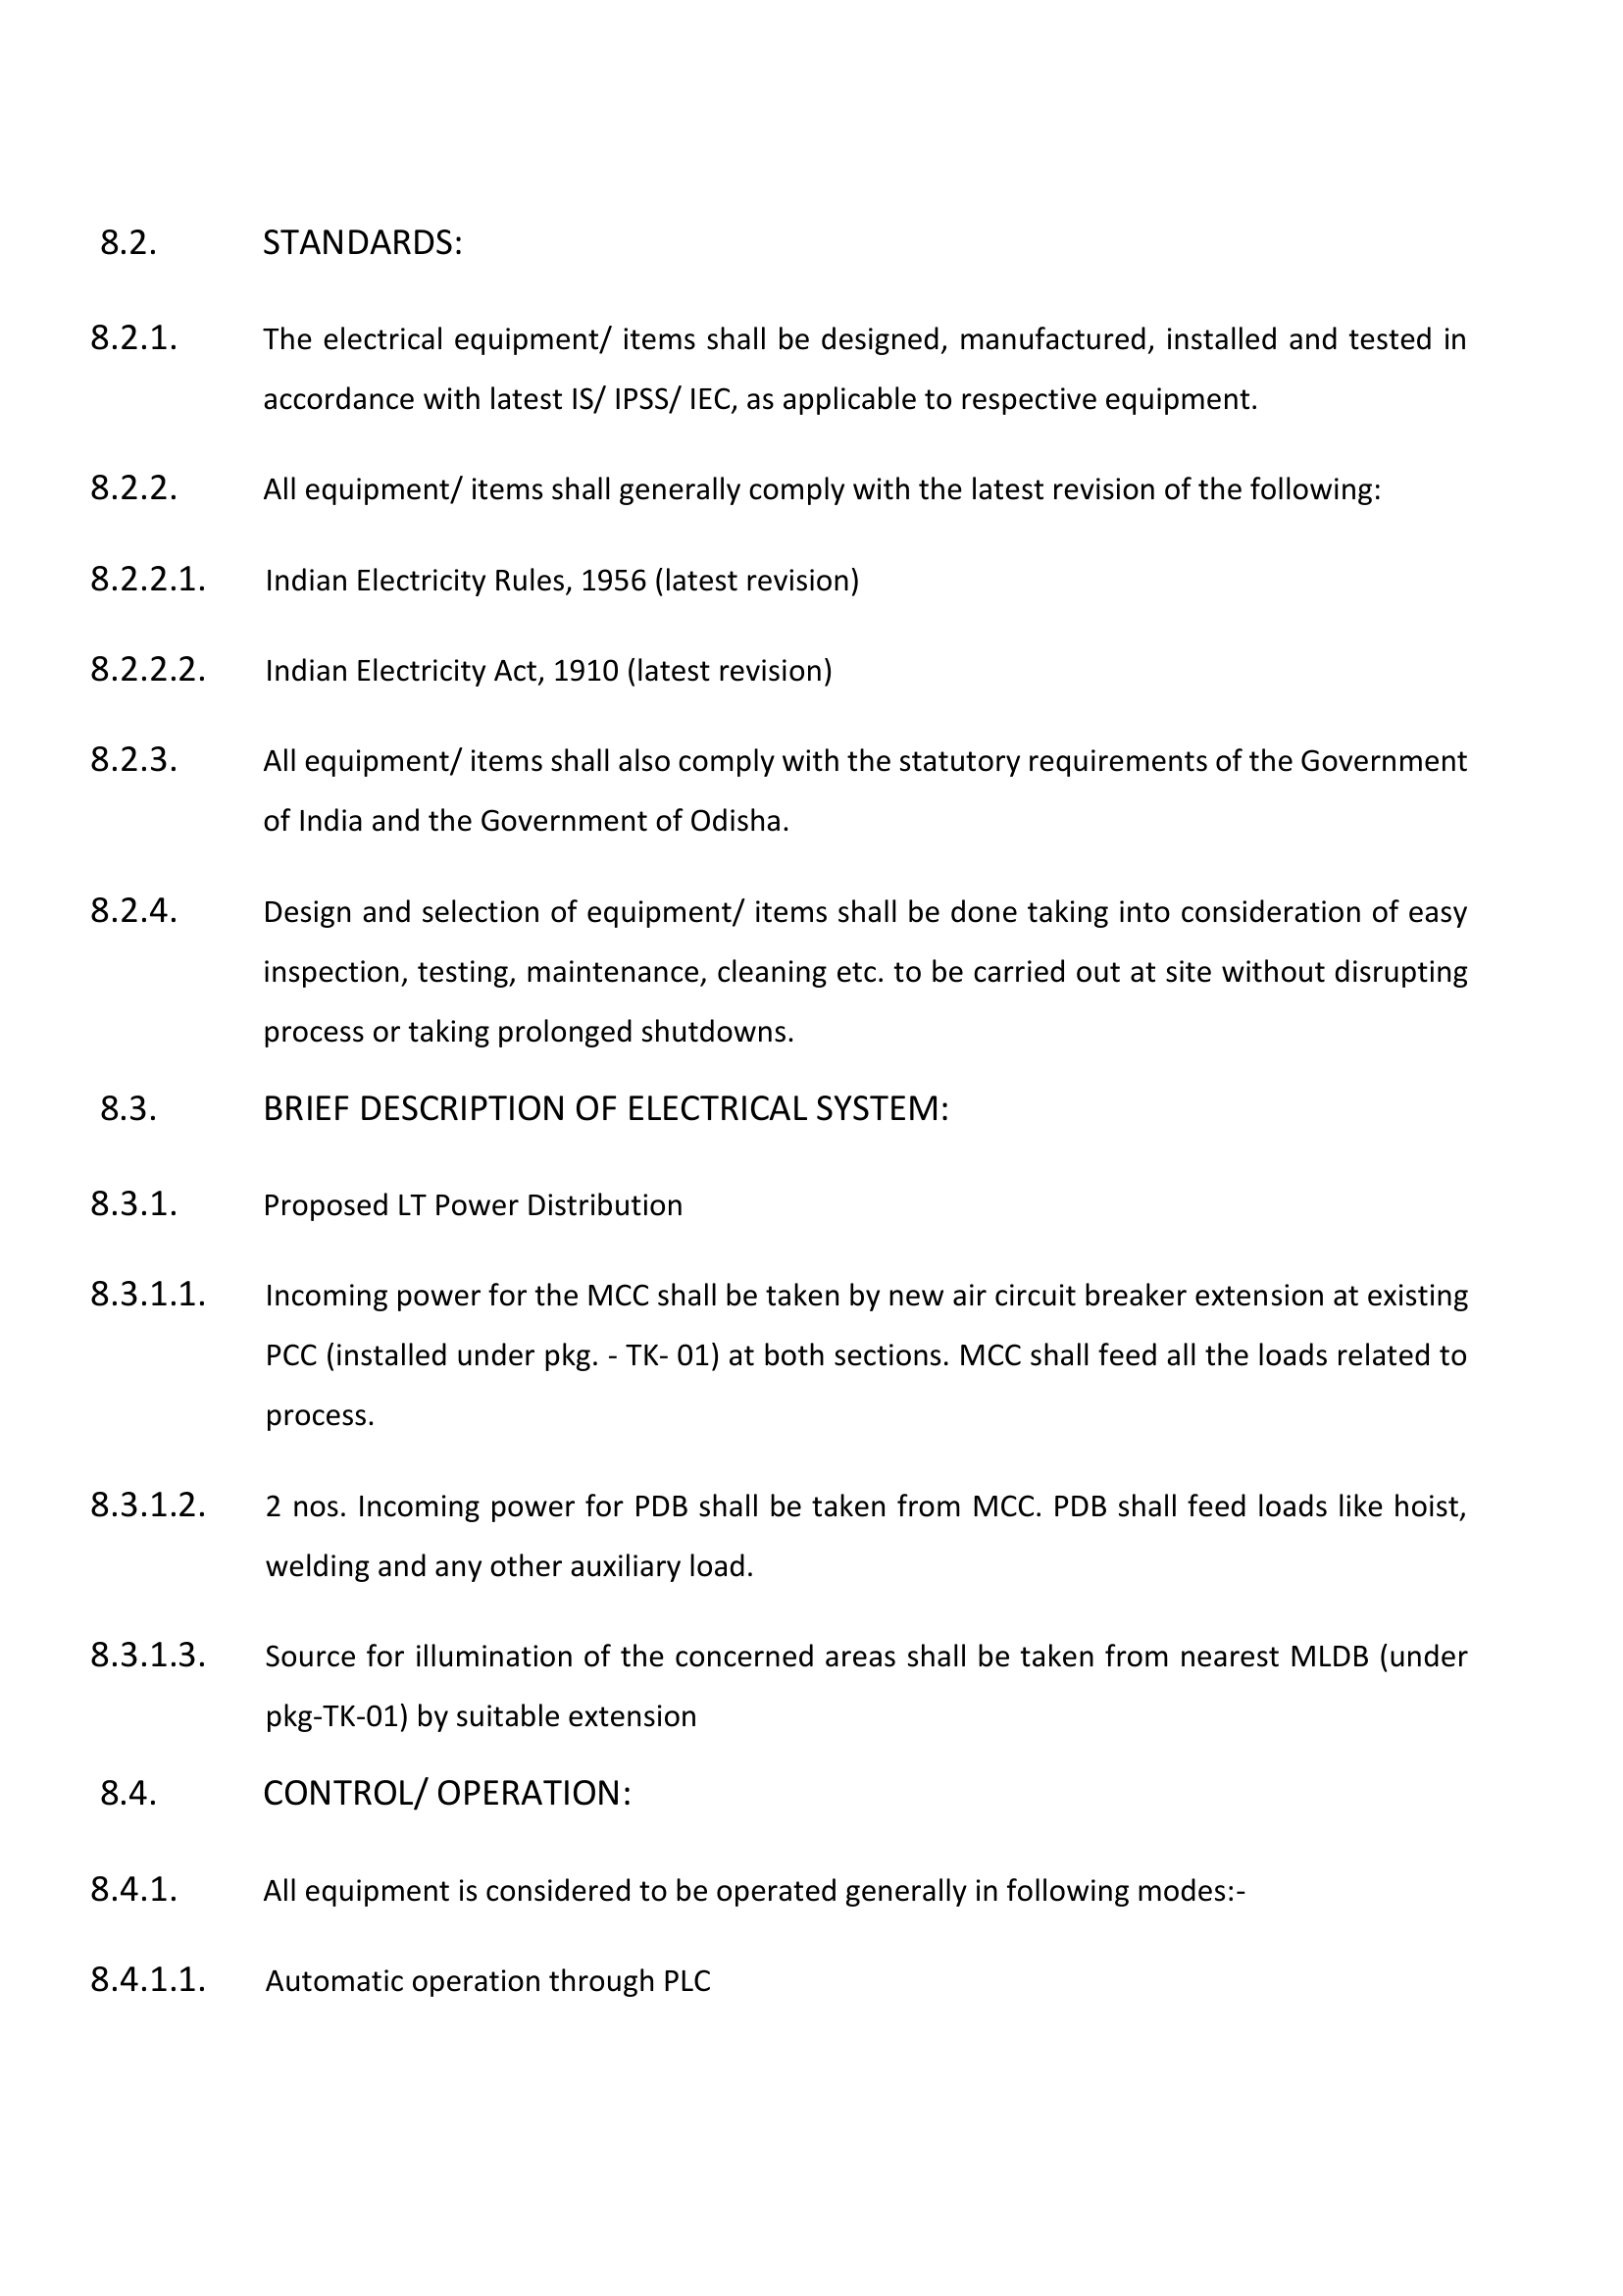 8.2. STANDARDS:
8.2.1. The electrical equipment/ items shall be designed, manufactured, installed and tested in
accordance with latest IS/ IPSS/ IEC, as applicable to respective equipment.
8.2.2. All equipment/ items shall generally comply with the latest revision of the following:
8.2.2.1. Indian Electricity Rules, 1956 (latest revision)
8.2.2.2. Indian Electricity Act, 1910 (latest revision)
8.2.3. All equipment/ items shall also comply with the statutory requirements of the Government
of India and the Government of Odisha.
8.2.4. Design and selection of equipment/ items shall be done taking into consideration of easy
inspection, testing, maintenance, cleaning etc. to be carried out at site without disrupting
process or taking prolonged shutdowns.
8.3. BRIEF DESCRIPTION OF ELECTRICAL SYSTEM:
8.3.1. Proposed LT Power Distribution
8.3.1.1. Incoming power for the MCC shall be taken by new air circuit breaker extension at existing
PCC (installed under pkg. - TK- 01) at both sections. MCC shall feed all the loads related to
process.
8.3.1.2. 2 nos. Incoming power for PDB shall be taken from MCC. PDB shall feed loads like hoist,
welding and any other auxiliary load.
8.3.1.3. Source for illumination of the concerned areas shall be taken from nearest MLDB (under
pkg-TK-01) by suitable extension
8.4. CONTROL/ OPERATION:
8.4.1. All equipment is considered to be operated generally in following modes:-
8.4.1.1. Automatic operation through PLC